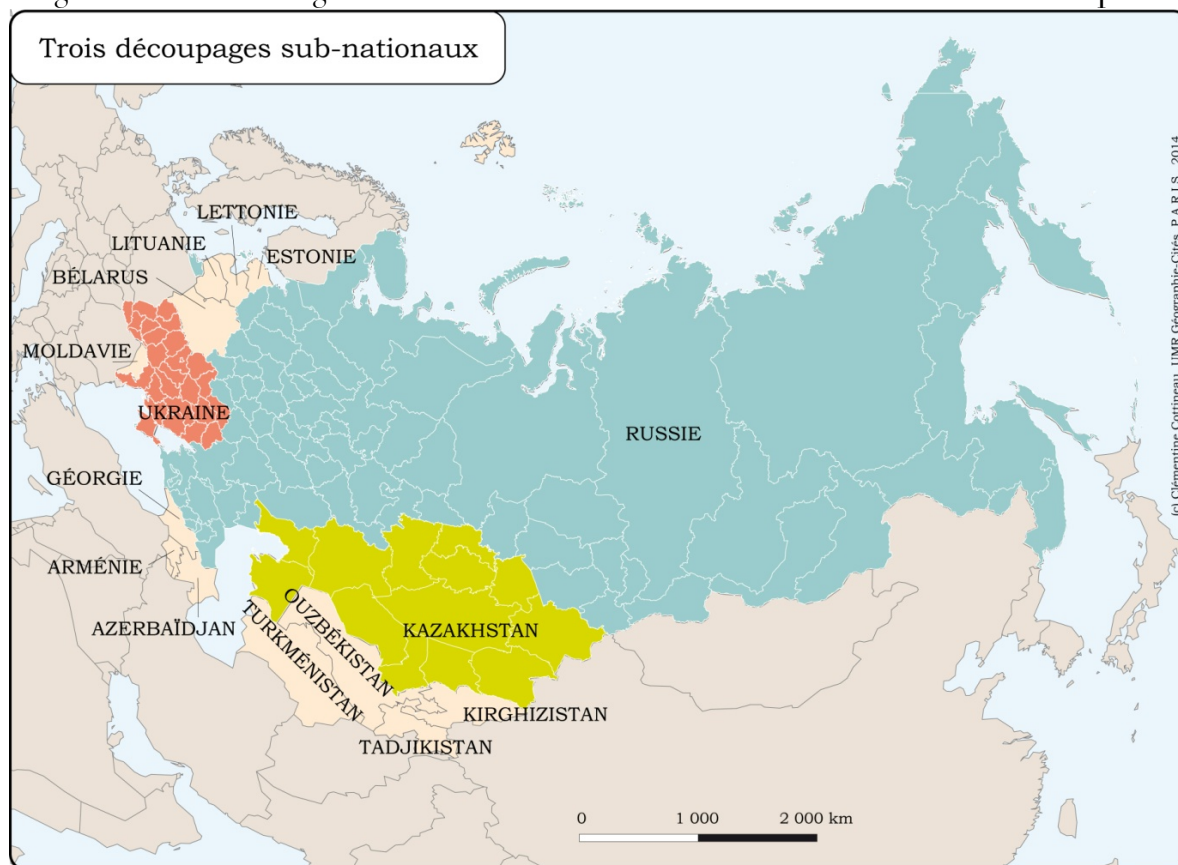 Trois découpages sub-nationaux
LETTONIE
LITUANIE
ESTONIE
BÉLARUS
MOLDAVIE
UKRAINE
RUSSIE
GÉORGIE
ARMÉNIE
AZERBAÏDJAN
OUZBÉKISTAN
TURKMÉNISTAN
KAZAKHSTAN
KIRGHIZISTAN
TADJIKISTAN
0 1 000 2 000 km
(c) Clémentine Cottineau, UMR Géographie-Cités, P.A.R.I.S., 2014